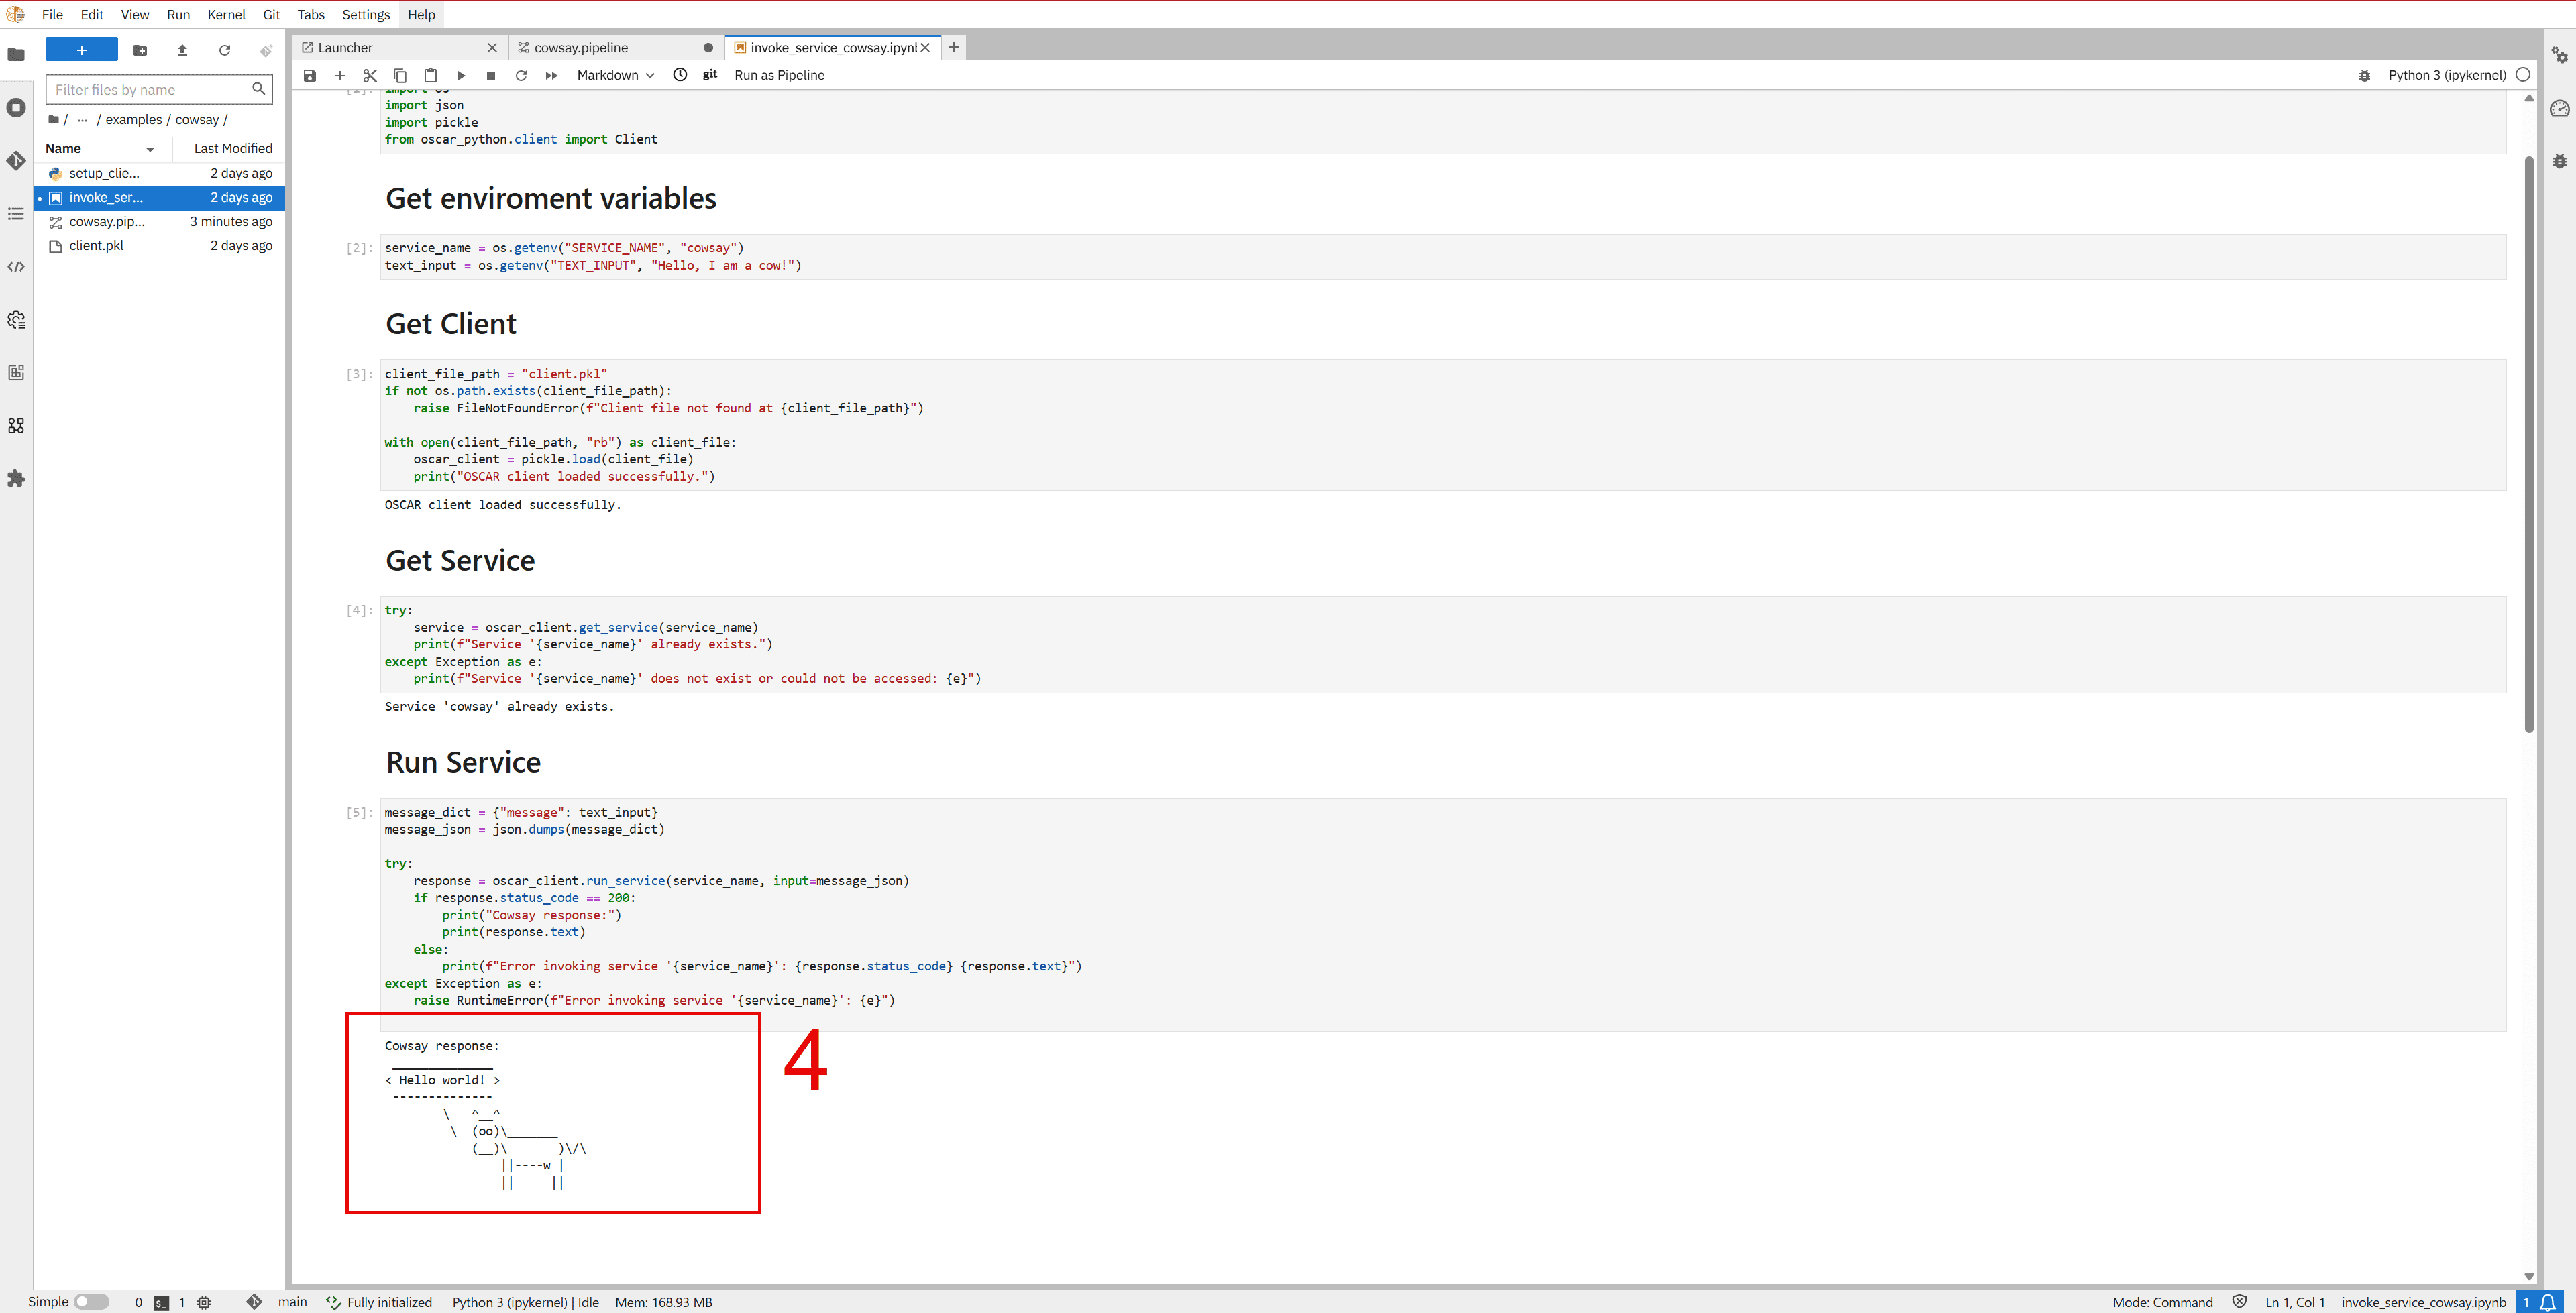 File Edit View Run Kernel Git Tabs Settings Help
+
Filter files by name
/ ... / examples / cowsay /
Name Last Modified
setup_clie... 2 days ago
invoke_ser... 2 days ago
cowsay.pip... 3 minutes ago
client.pkl 2 days ago
Launcher cowsay.pipeline invoke_service_cowsay.ipynl +
Markdown git Run as Pipeline Python 3 (ipykernel)
[1]: import os
import json
import pickle
from oscar_python.client import Client
Get enviroment variables
[2]: service_name = os.getenv("SERVICE_NAME", "cowsay")
text_input = os.getenv("TEXT_INPUT", "Hello, I am a cow!")
Get Client
[3]: client_file_path = "client.pkl"
if not os.path.exists(client_file_path):
    raise FileNotFoundError(f"Client file not found at {client_file_path}")
with open(client_file_path, "rb") as client_file:
    oscar_client = pickle.load(client_file)
    print("OSCAR client loaded successfully.")
OSCAR client loaded successfully.
Get Service
[4]: try:
    service = oscar_client.get_service(service_name)
    print(f"Service '{service_name}' already exists.")
except Exception as e:
    print(f"Service '{service_name}' does not exist or could not be accessed: {e}")
Service 'cowsay' already exists.
Run Service
[5]: message_dict = {"message": text_input}
message_json = json.dumps(message_dict)
try:
    response = oscar_client.run_service(service_name, input=message_json)
    if response.status_code == 200:
        print("Cowsay response:")
        print(response.text)
    else:
        print(f"Error invoking service '{service_name}': {response.status_code} {response.text}")
except Exception as e:
    raise RuntimeError(f"Error invoking service '{service_name}': {e}")
4
Cowsay response:
 ______________
< Hello world! >
 --------------
        \   ^__^
         \  (oo)\_______
            (__)\       )\/\
                ||----w |
                ||     ||
Simple 0 $_ 1 main Fully initialized Python 3 (ipykernel) | Idle Mem: 168.93 MB Mode: Command Ln 1, Col 1 invoke_service_cowsay.ipynb 1